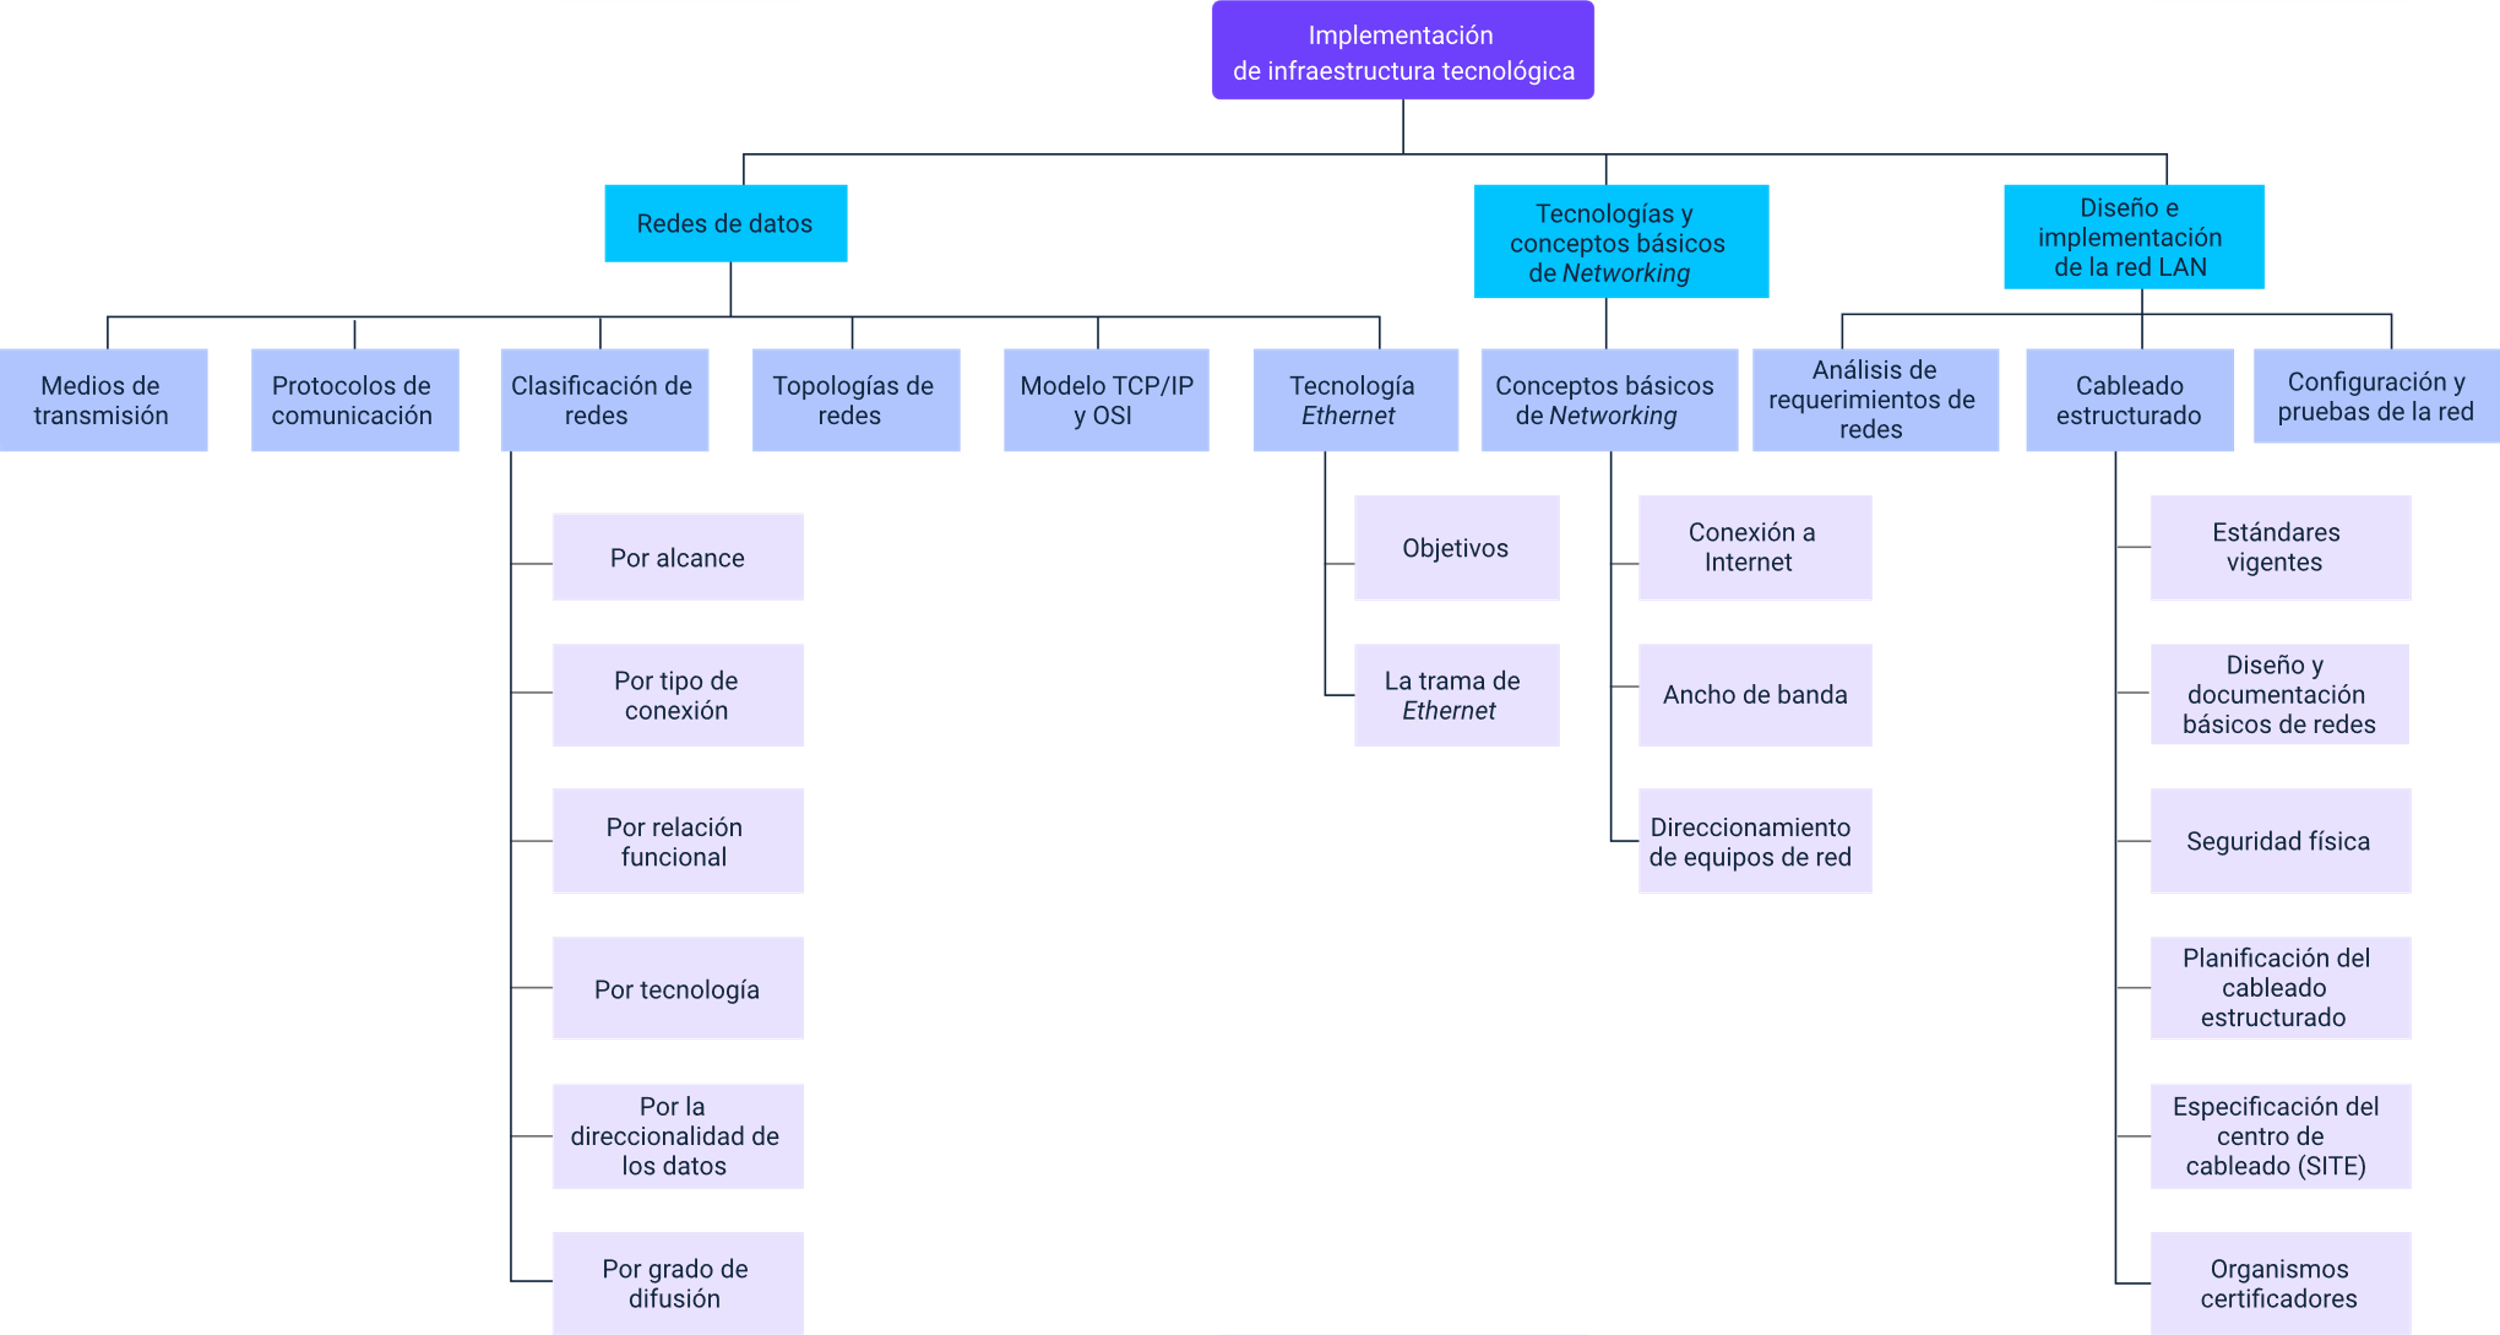 Implementación
de infraestructura tecnológica
Redes de datos
Tecnologías y
conceptos básicos
de Networking
Diseño e
implementación
de la red LAN
Medios de
transmisión
Protocolos de
comunicación
Clasificación de
redes
Topologías de
redes
Modelo TCP/IP
y OSI
Tecnología
Ethernet
Conceptos básicos
de Networking
Análisis de
requerimientos de
redes
Cableado
estructurado
Configuración y
pruebas de la red
Por alcance
Por tipo de
conexión
Por relación
funcional
Por tecnología
Por la
direccionalidad de
los datos
Por grado de
difusión
Objetivos
La trama de
Ethernet
Conexión a
Internet
Ancho de banda
Direccionamiento
de equipos de red
Estándares
vigentes
Diseño y
documentación
básicos de redes
Seguridad física
Planificación del
cableado
estructurado
Especificación del
centro de
cableado (SITE)
Organismos
certificadores